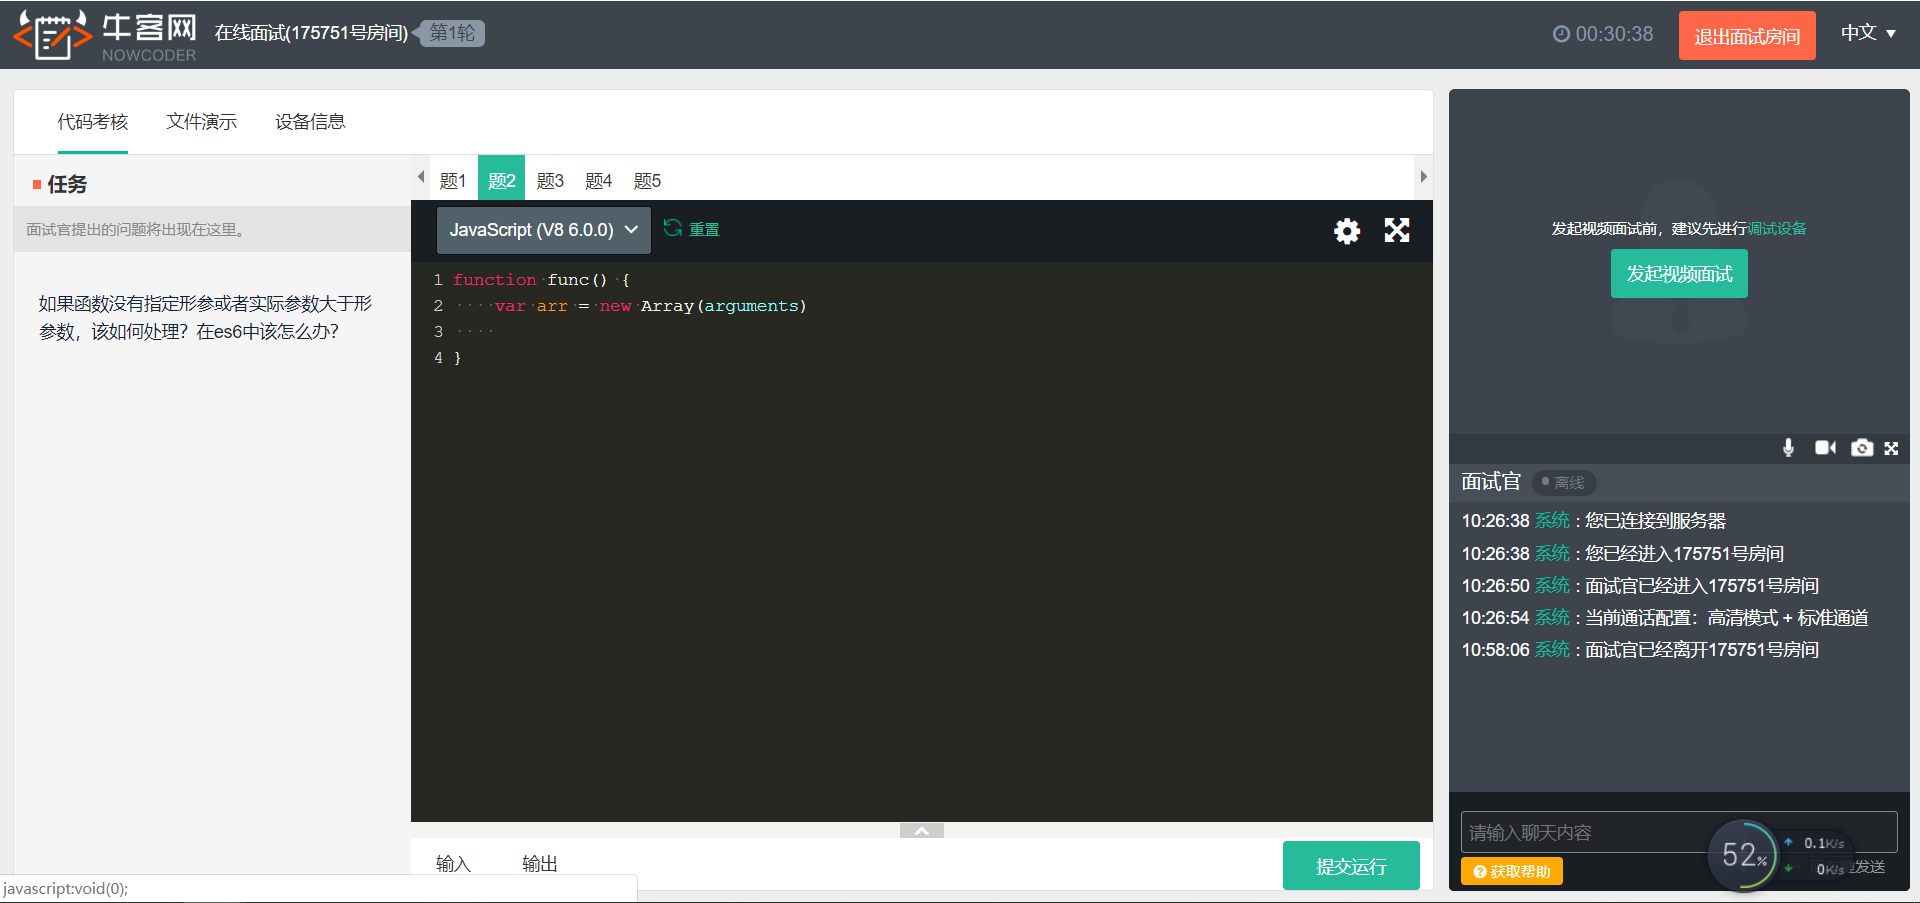 牛客网
NOWCODER
在线面试(175751号房间)
第1轮
00:30:38
退出面试房间
中文
代码考核
文件演示
设备信息
任务
面试官提出的问题将出现在这里。
如果函数没有指定形参或者实际参数大于形
参数，该如何处理？在es6中该怎么办？
题1
题2
题3
题4
题5
JavaScript (V8 6.0.0)
重置
1 function func() {
2 var arr = new Array(arguments)
3
4 }
输入
输出
提交运行
javascript:void(0);
发起视频面试前，建议先进行调试设备
发起视频面试
面试官
离线
10:26:38 系统 : 您已连接到服务器
10:26:38 系统 : 您已经进入175751号房间
10:26:50 系统 : 面试官已经进入175751号房间
10:26:54 系统 : 当前通话配置：高清模式 + 标准通道
10:58:06 系统 : 面试官已经离开175751号房间
请输入聊天内容
获取帮助
52%
0.1K/s
0K/s
发送